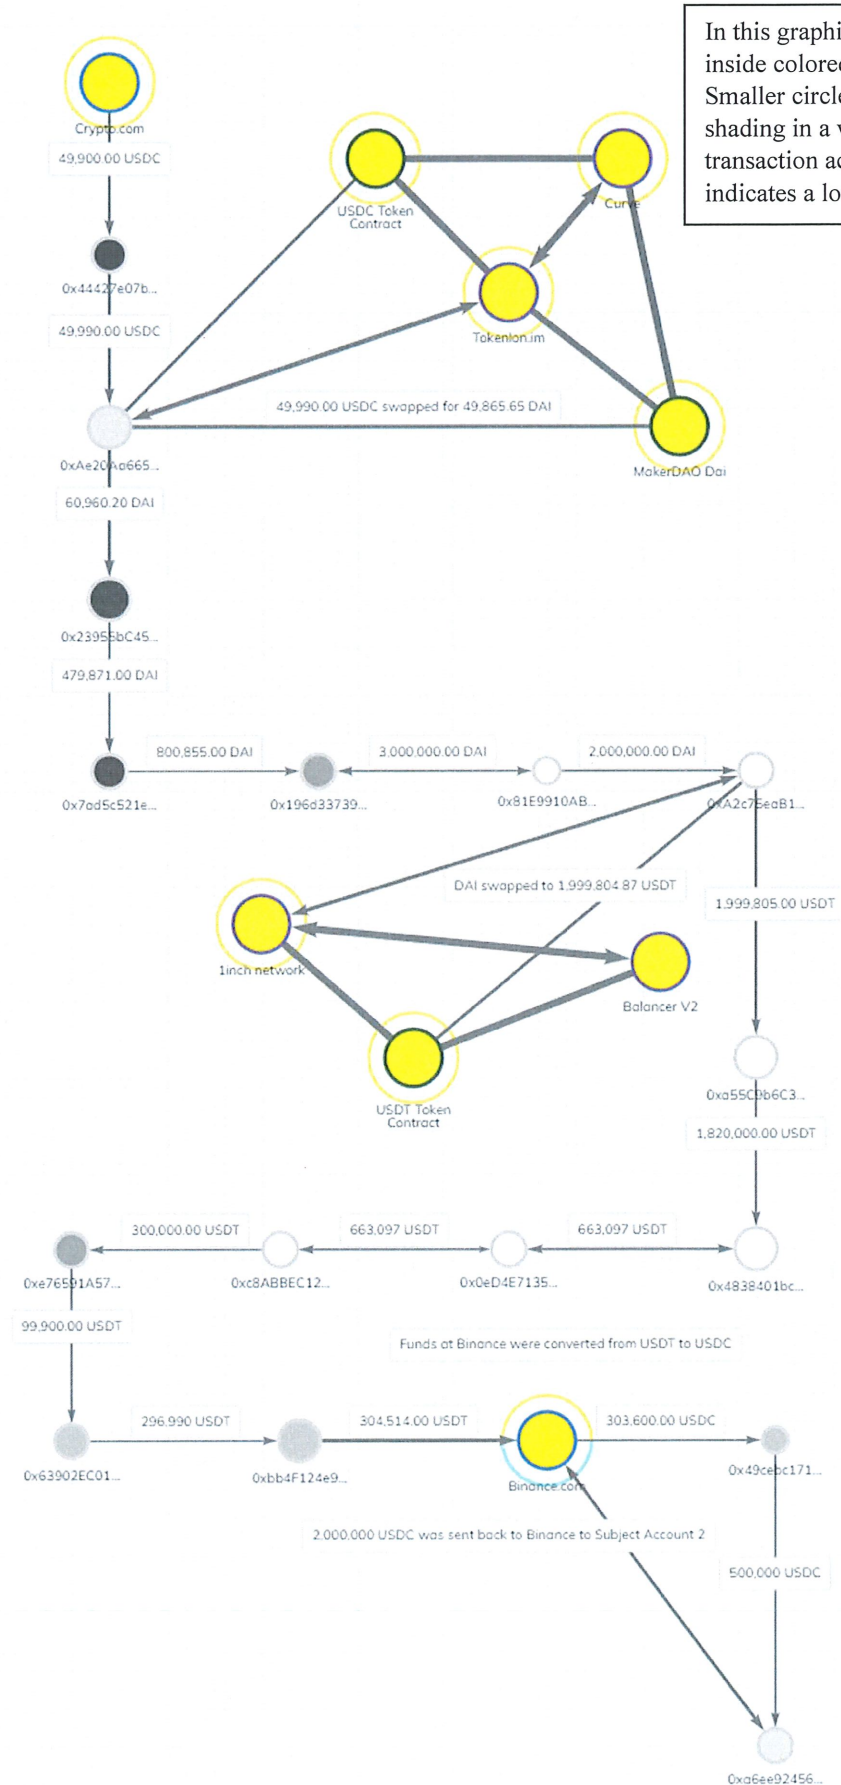 In this graphi
inside colored
Smaller circle
shading in a v
transaction ac
indicates a lo
Crypto.com
49,900.00 USDC
USDC Token
Contract
Curve
0x44427e07b...
49,990.00 USDC
Tokenlon.im
49,990.00 USDC swapped for 49,865.65 DAI
0xAe20Aa665...
MakerDAO Dai
60,960.20 DAI
0x23955bC45...
479,871.00 DAI
800,855.00 DAI
3,000,000.00 DAI
2,000,000.00 DAI
0x7ad5c521e...
0x196d33739...
0x81E9910AB...
0xA2c75eaB1...
DAI swapped to 1,999,804.87 USDT
1,999,805.00 USDT
1inch network
Balancer V2
0xa55C9b6C3...
USDT Token
Contract
1,820,000.00 USDT
300,000.00 USDT
663,097 USDT
663,097 USDT
0xe76591A57...
0xc8ABBEC12...
0x0eD4E7135...
0x4838401bc...
99,900.00 USDT
Funds at Binance were converted from USDT to USDC
296,990 USDT
304,514.00 USDT
303,600.00 USDC
0x63902EC01...
0xbb4F124e9...
Binance.com
0x49cebc171...
2,000,000 USDC was sent back to Binance to Subject Account 2
500,000 USDC
0xa6ee92456...